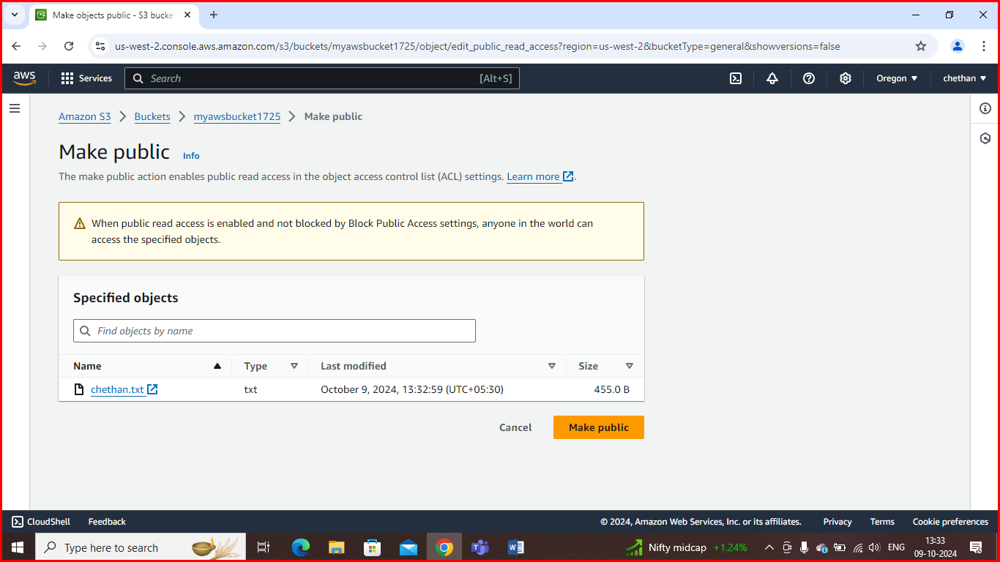 Make objects public - S3 bucke
us-west-2.console.aws.amazon.com/s3/buckets/myawsbucket1725/object/edit_public_read_access?region=us-west-2&bucketType=general&showversions=false
aws Services Search [Alt+S] Oregon chethan
Amazon S3 Buckets myawsbucket1725 Make public
Make public Info
The make public action enables public read access in the object access control list (ACL) settings. Learn more.
When public read access is enabled and not blocked by Block Public Access settings, anyone in the world can
access the specified objects.
Specified objects
Find objects by name
Name Type Last modified Size
chethan.txt txt October 9, 2024, 13:32:59 (UTC+05:30) 455.0 B
Cancel Make public
CloudShell Feedback © 2024, Amazon Web Services, Inc. or its affiliates. Privacy Terms Cookie preferences
Type here to search Nifty midcap +1.24% ENG 13:33
09-10-2024